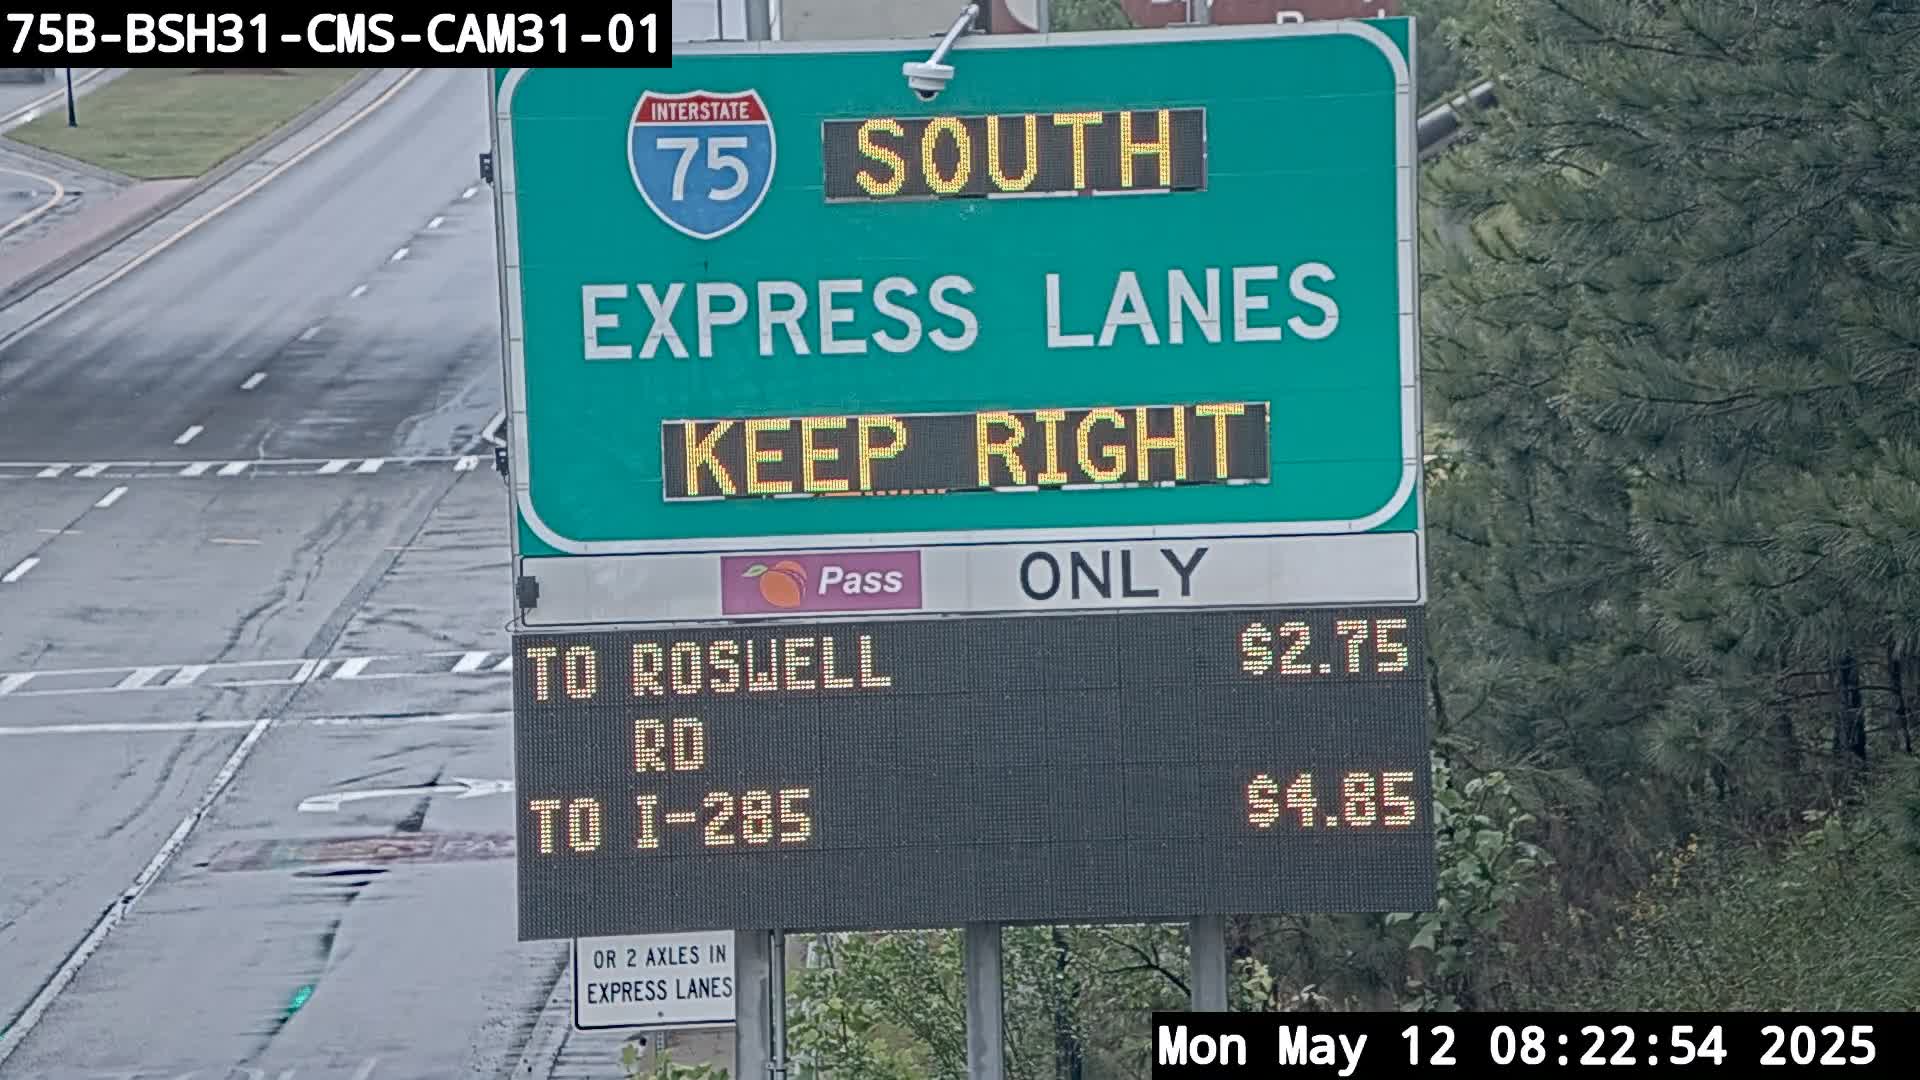 75B-BSH31-CMS-CAM31-01
INTERSTATE
75
SOUTH
EXPRESS LANES
KEEP RIGHT
Pass ONLY
TO ROSWELL $2.75
RD
TO I-285 $4.85
OR 2 AXLES IN
EXPRESS LANES
Mon May 12 08:22:54 2025